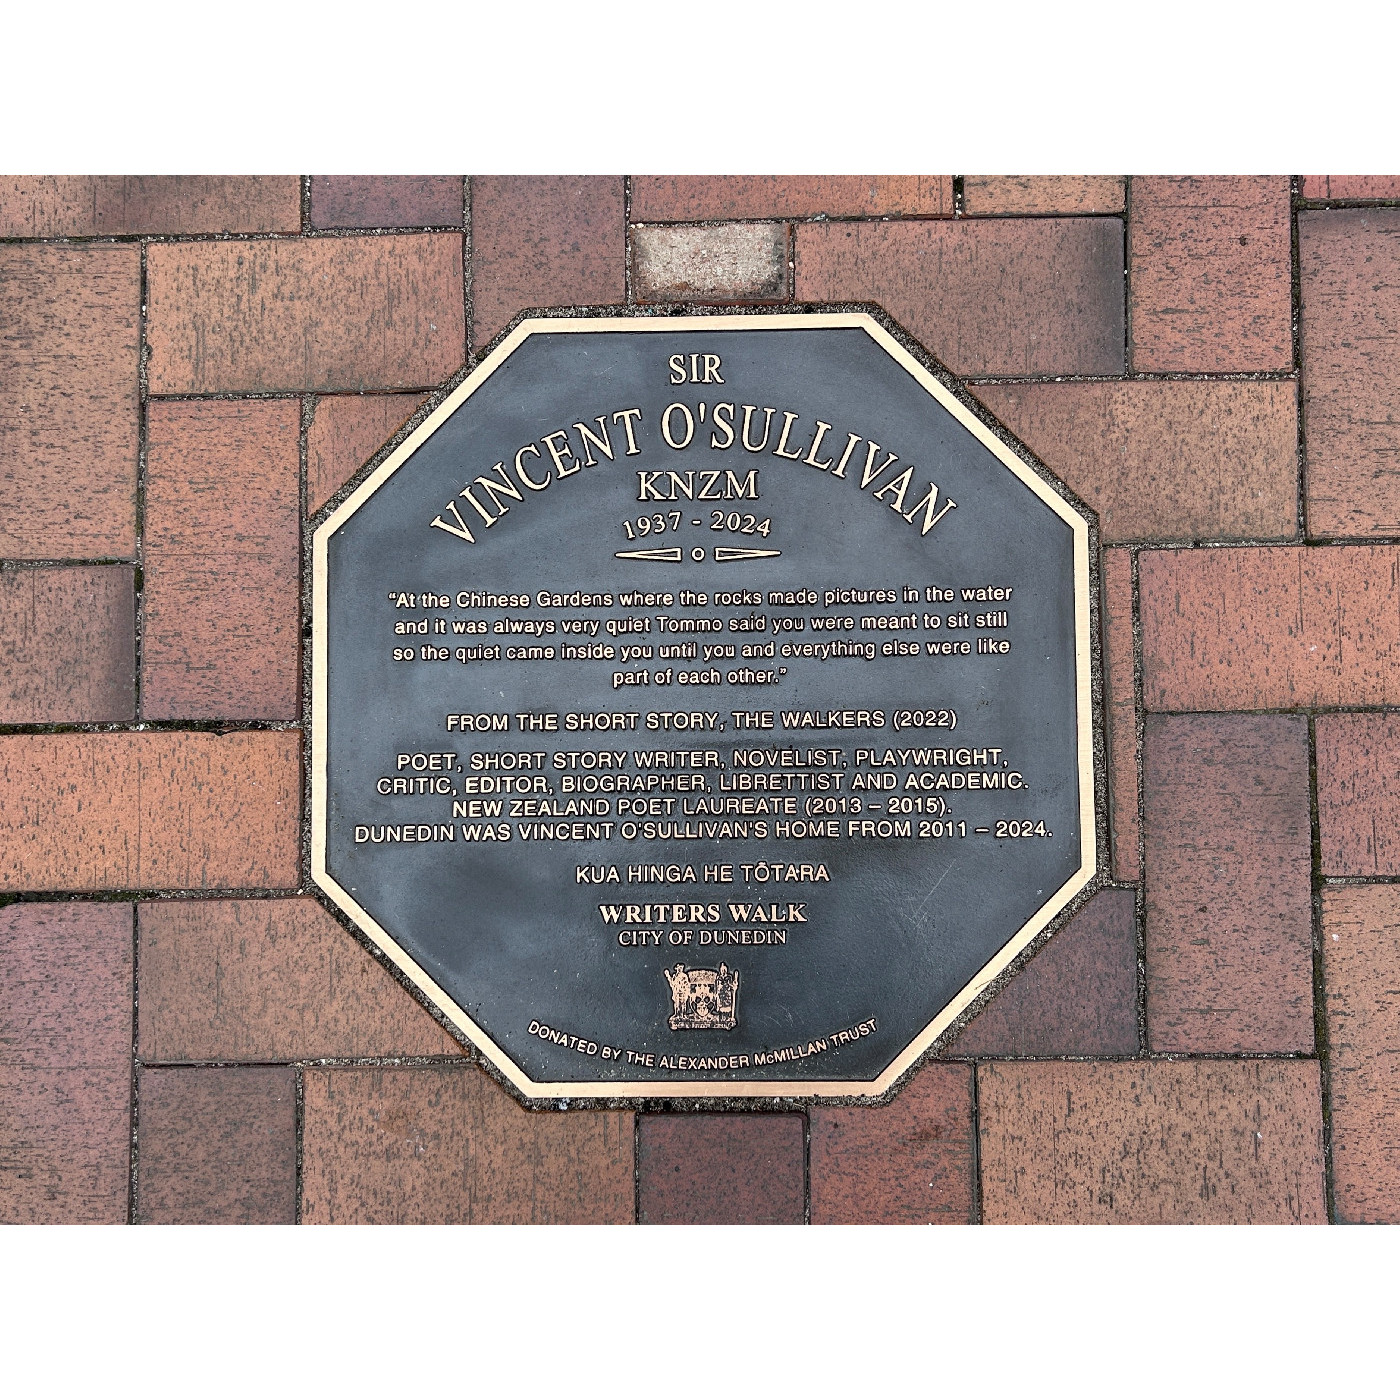 SIR
VINCENT O'SULLIVAN
KNZM
1937 - 2024
“At the Chinese Gardens where the rocks made pictures in the water
and it was always very quiet Tommo said you were meant to sit still
so the quiet came inside you until you and everything else were like
part of each other.”
FROM THE SHORT STORY, THE WALKERS (2022)
POET, SHORT STORY WRITER, NOVELIST, PLAYWRIGHT,
CRITIC, EDITOR, BIOGRAPHER, LIBRETTIST AND ACADEMIC.
NEW ZEALAND POET LAUREATE (2013 – 2015).
DUNEDIN WAS VINCENT O'SULLIVAN'S HOME FROM 2011 – 2024.
KUA HINGA HE TŌTARA
WRITERS WALK
CITY OF DUNEDIN
DONATED BY THE ALEXANDER McMILLAN TRUST